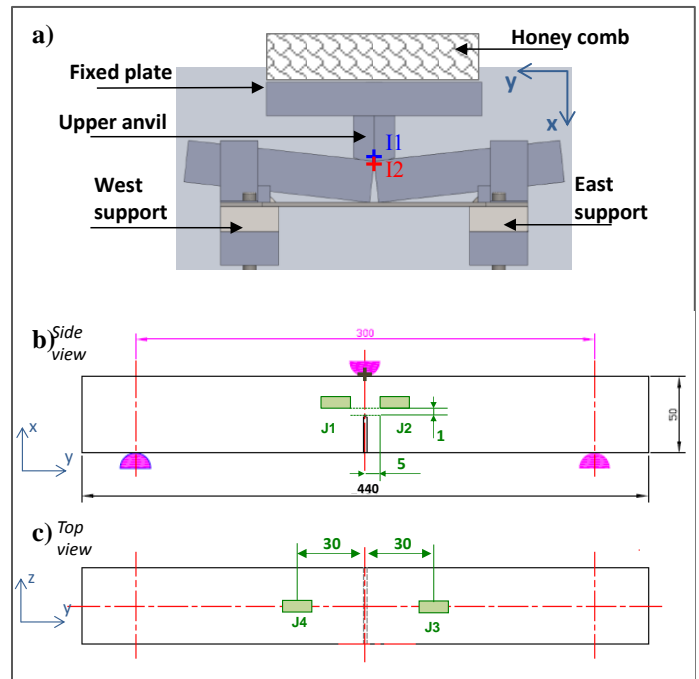 a)
Honey comb
Fixed plate
y
x
Upper anvil
I1
I2
West
support
East
support
b) Side
view
300
J1
J2
1
50
x
y
5
440
c) Top
view
30
30
z
y
J4
J3